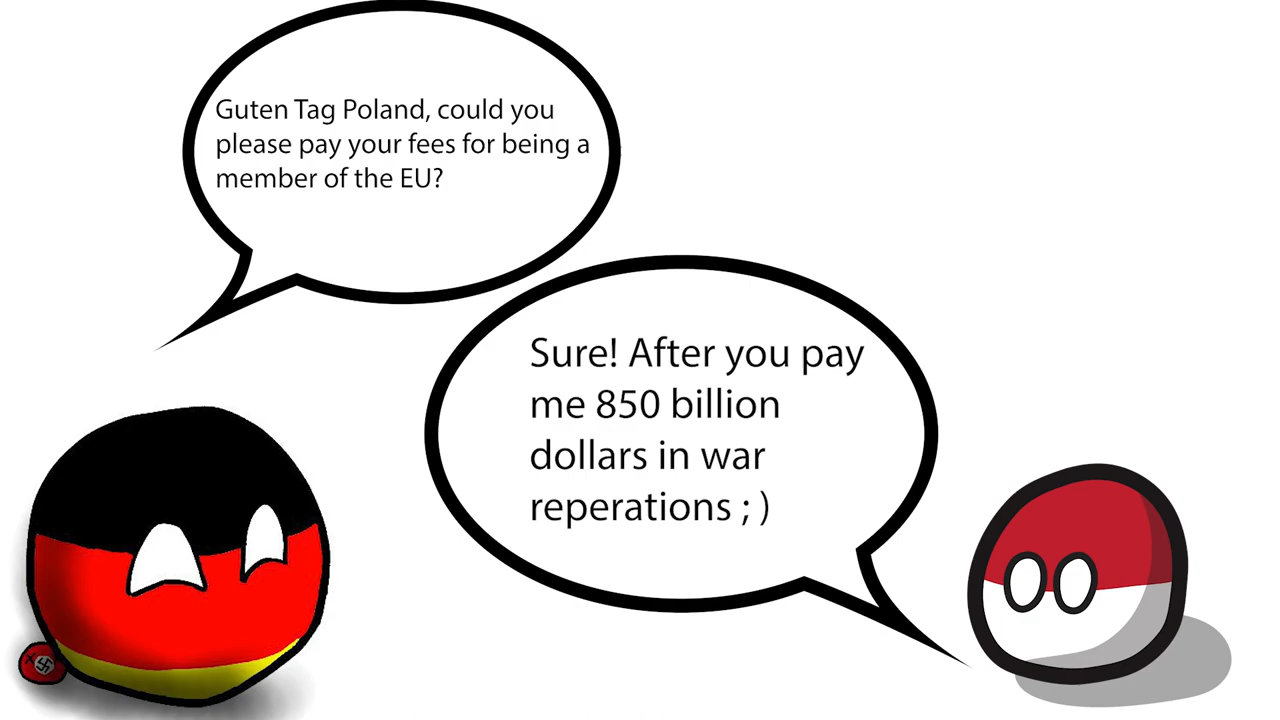 Guten Tag Poland, could you
please pay your fees for being a
member of the EU?
Sure! After you pay
me 850 billion
dollars in war
reperations ; )